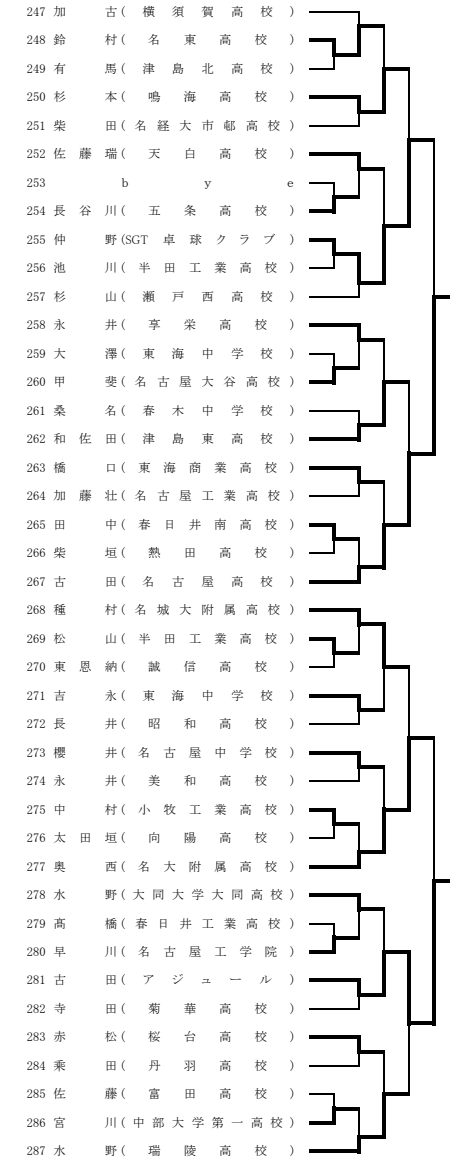 247 加古(横須賀高校)
248 鈴村(名東高校)
249 有馬(津島北高校)
250 杉本(鳴海高校)
251 柴田(名経大市邨高校)
252 佐藤瑞(天白高校)
253 bye
254 長谷川(五条高校)
255 仲野(SGT卓球クラブ)
256 池川(半田工業高校)
257 杉山(瀬戸西高校)
258 永井(享栄高校)
259 大澤(東海中学校)
260 甲斐(名古屋大谷高校)
261 桑名(春木中学校)
262 和佐田(津島東高校)
263 橋口(東海商業高校)
264 加藤壮(名古屋工業高校)
265 田中(春日井南高校)
266 柴垣(熱田高校)
267 古田(名古屋高校)
268 種村(名城大附属高校)
269 松山(半田工業高校)
270 東恩納(誠信高校)
271 吉永(東海中学校)
272 長井(昭和高校)
273 櫻井(名古屋中学校)
274 永井(美和高校)
275 中村(小牧工業高校)
276 太田垣(向陽高校)
277 奥西(名大附属高校)
278 水野(大同大学大同高校)
279 髙橋(春日井工業高校)
280 早川(名古屋工学院)
281 古田(アジュール)
282 寺田(菊華高校)
283 赤松(桜台高校)
284 乗田(丹羽高校)
285 佐藤(富田高校)
286 宮川(中部大学第一高校)
287 水野(瑞陵高校)